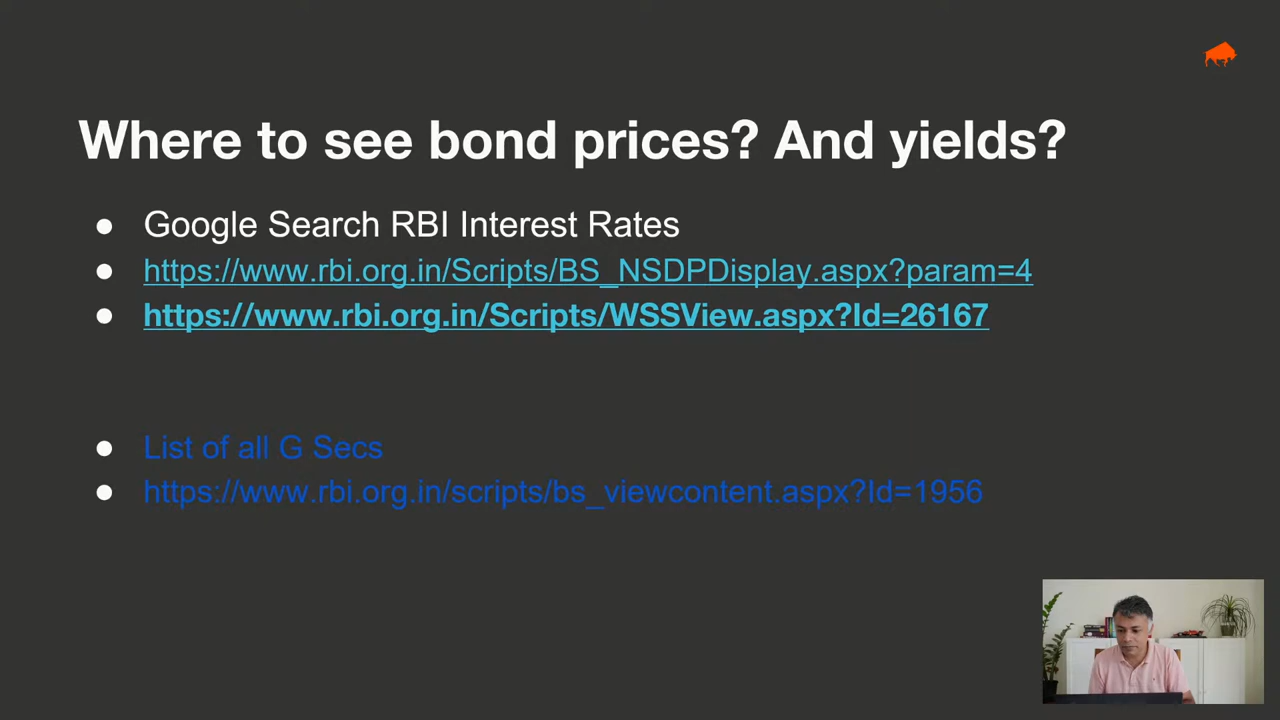 Where to see bond prices? And yields?
Google Search RBI Interest Rates
https://www.rbi.org.in/Scripts/BS_NSDPDisplay.aspx?param=4
https://www.rbi.org.in/Scripts/WSSView.aspx?Id=26167
List of all G Secs
https://www.rbi.org.in/scripts/bs_viewcontent.aspx?Id=1956